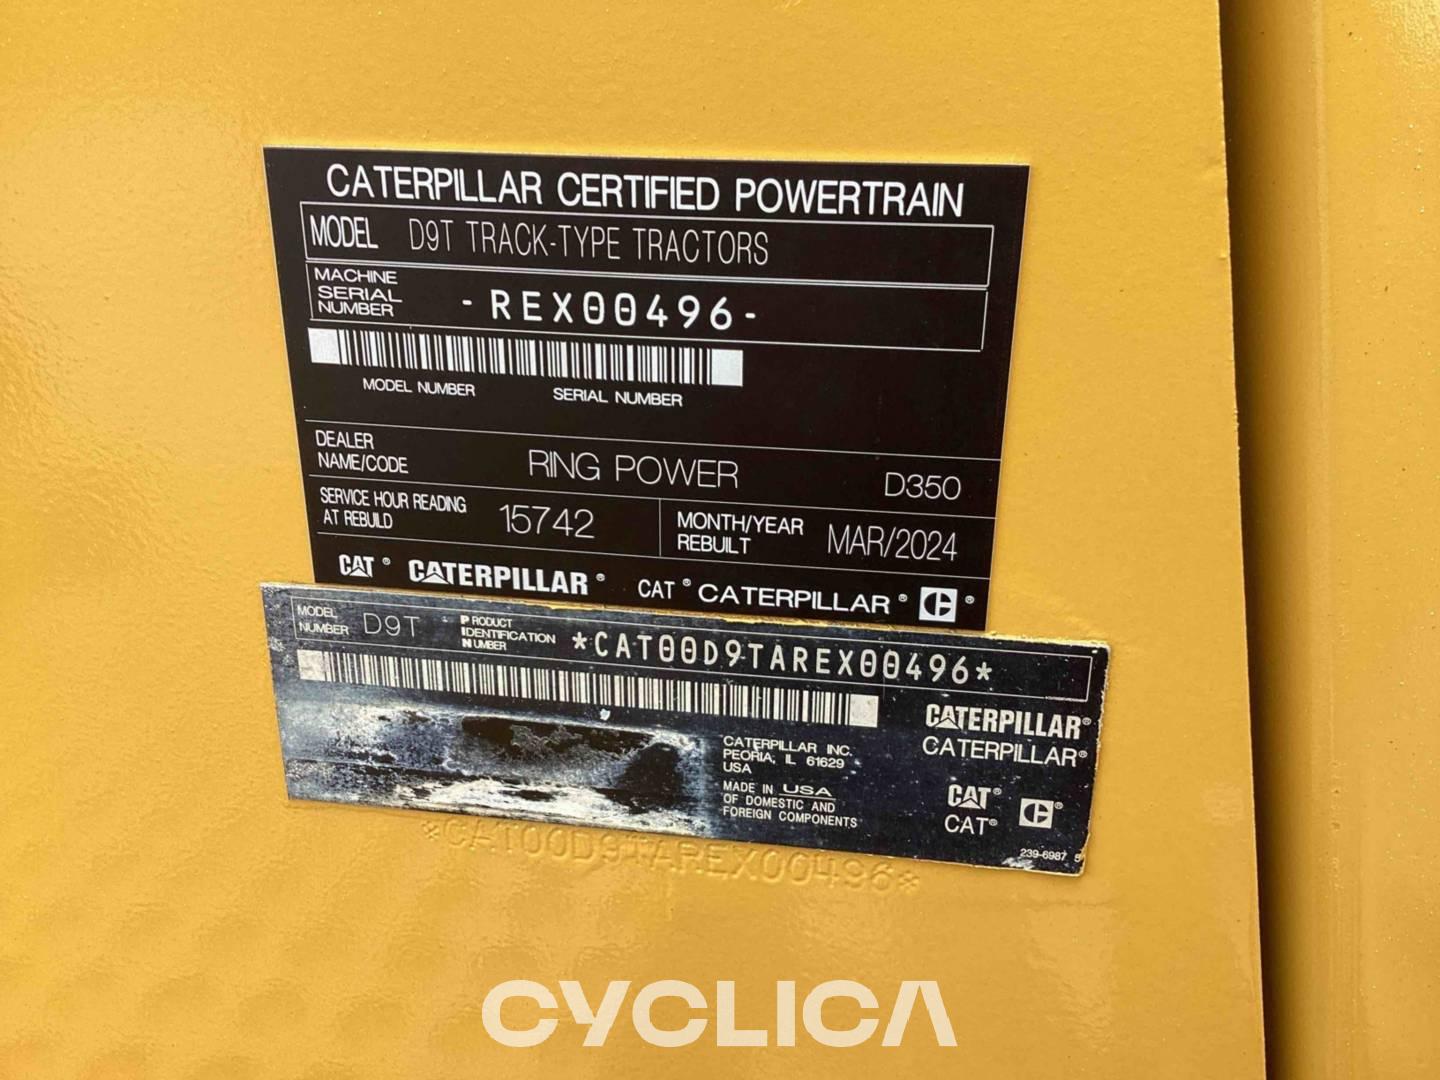 CATERPILLAR CERTIFIED POWERTRAIN
MODEL D9T TRACK-TYPE TRACTORS
MACHINE
SERIAL
NUMBER
-REX00496-
MODEL NUMBER SERIAL NUMBER
DEALER
NAME/CODE
RING POWER D350
SERVICE HOUR READING
AT REBUILD
15742
MONTH/YEAR
REBUILT
MAR/2024
CAT® CATERPILLAR® CAT® CATERPILLAR® C®
MODEL
NUMBER
D9T
PRODUCT
IDENTIFICATION
NUMBER
*CAT00D9TAREX00496*
CATERPILLAR®
CATERPILLAR®
CATERPILLAR INC.
PEORIA, IL 61629
USA
MADE IN USA
OF DOMESTIC AND
FOREIGN COMPONENTS
CAT® C®
CAT®
239-6987 5
*CAT00D9TAREX00496*
CYCLICA